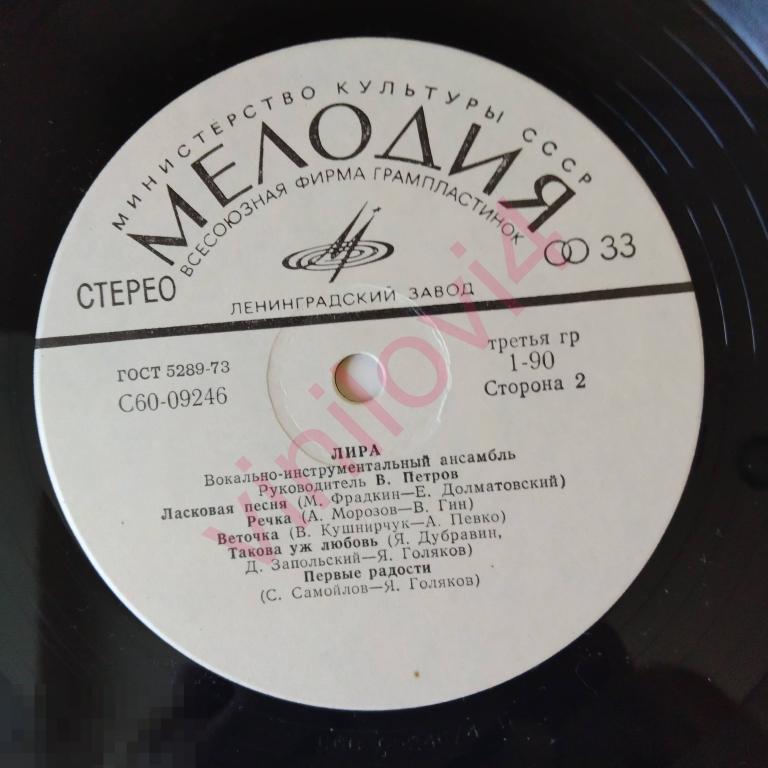 МИНИСТЕРСТВО КУЛЬТУРЫ СССР
МЕЛОДИЯ
ВСЕСОЮЗНАЯ ФИРМА ГРАМПЛАСТИНОК
СТЕРЕО
33
ЛЕНИНГРАДСКИЙ ЗАВОД
ГОСТ 5289-73
С60-09246
третья гр
1-90
Сторона 2
ЛИРА
Вокально-инструментальный ансамбль
Руководитель В. Петров
Ласковая песня (М. Фрадкин—Е. Долматовский)
Речка (А. Морозов—В. Гин)
Веточка (В. Кушнирчук—А. Певко)
Такова уж любовь (Я. Дубравин,
Д. Запольский—Я. Голяков)
Первые радости
(С. Самойлов—Я. Голяков)
vinilovi4